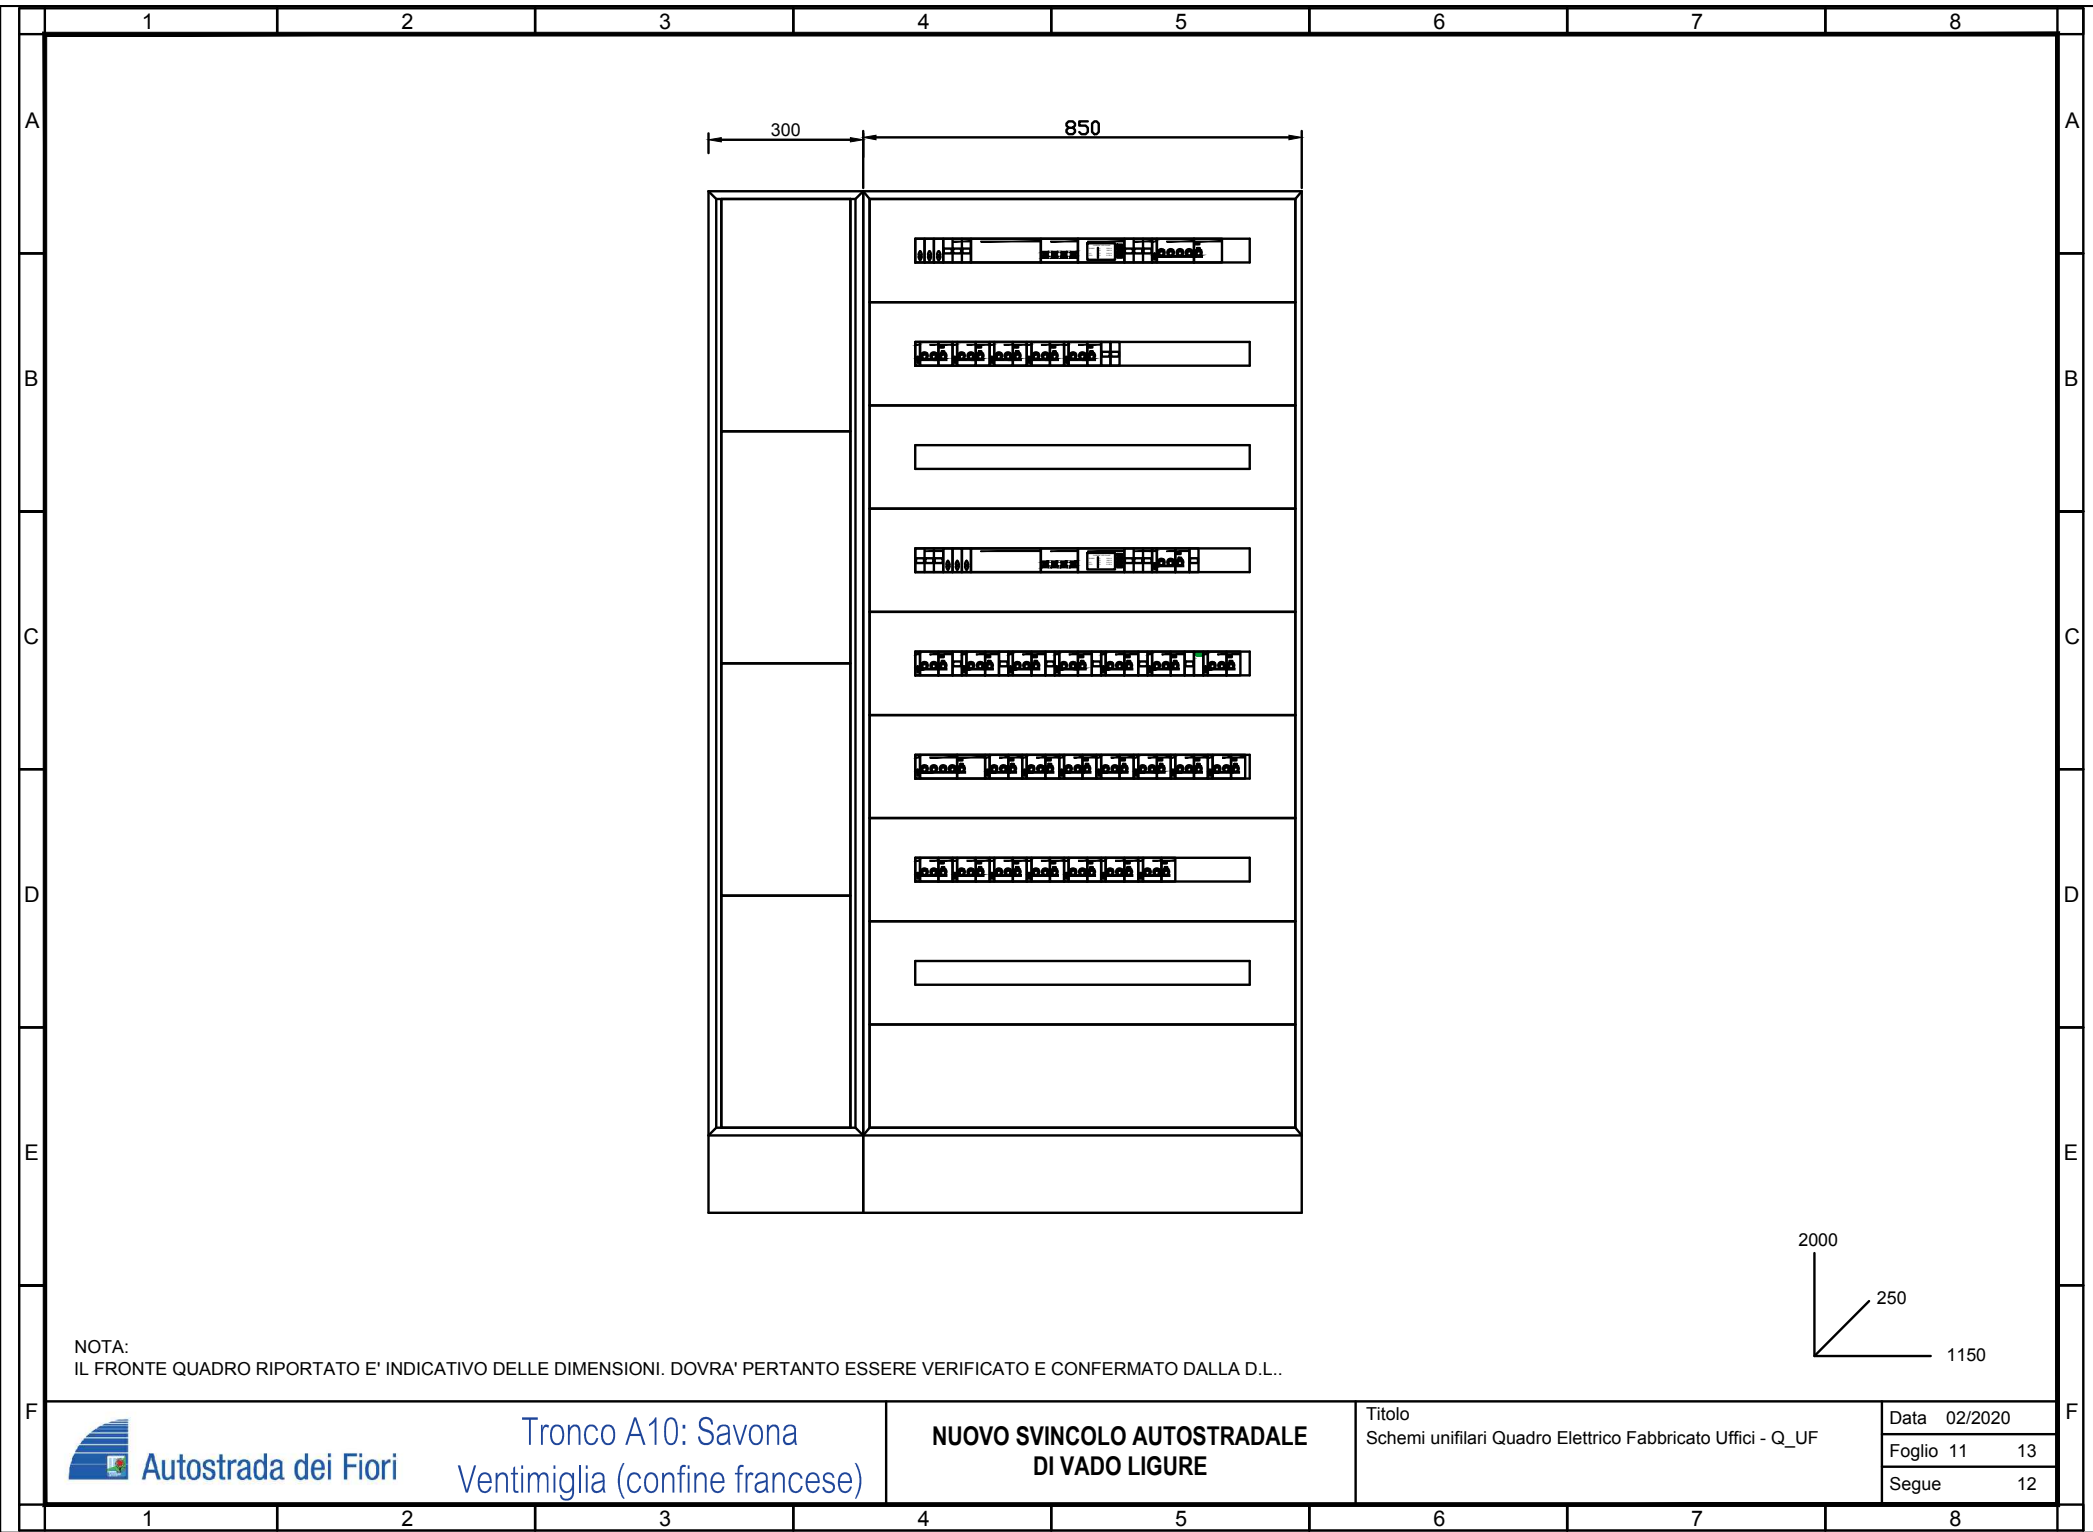 1 2 3 4 5 6 7 8
A A
300 850
B B
C C
D D
E E
2000
250
1150
NOTA:
IL FRONTE QUADRO RIPORTATO E' INDICATIVO DELLE DIMENSIONI. DOVRA' PERTANTO ESSERE VERIFICATO E CONFERMATO DALLA D.L..
F F
Autostrada dei Fiori
Tronco A10: Savona
Ventimiglia (confine francese)
NUOVO SVINCOLO AUTOSTRADALE
DI VADO LIGURE
Titolo
Schemi unifilari Quadro Elettrico Fabbricato Uffici - Q_UF
Data 02/2020
Foglio 11 13
Segue 12
1 2 3 4 5 6 7 8